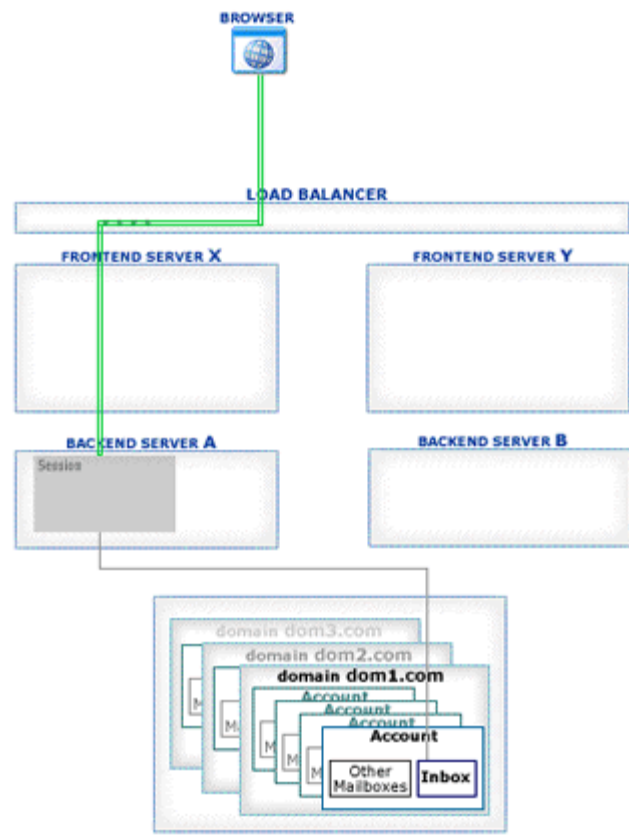 BROWSER
LOAD BALANCER
FRONTEND SERVER X
FRONTEND SERVER Y
BACKEND SERVER A
BACKEND SERVER B
Session
domain dom3.com
domain dom2.com
domain dom1.com
Account
Account
Account
Account
M
M
M
M
M
Other
Mailboxes
Inbox